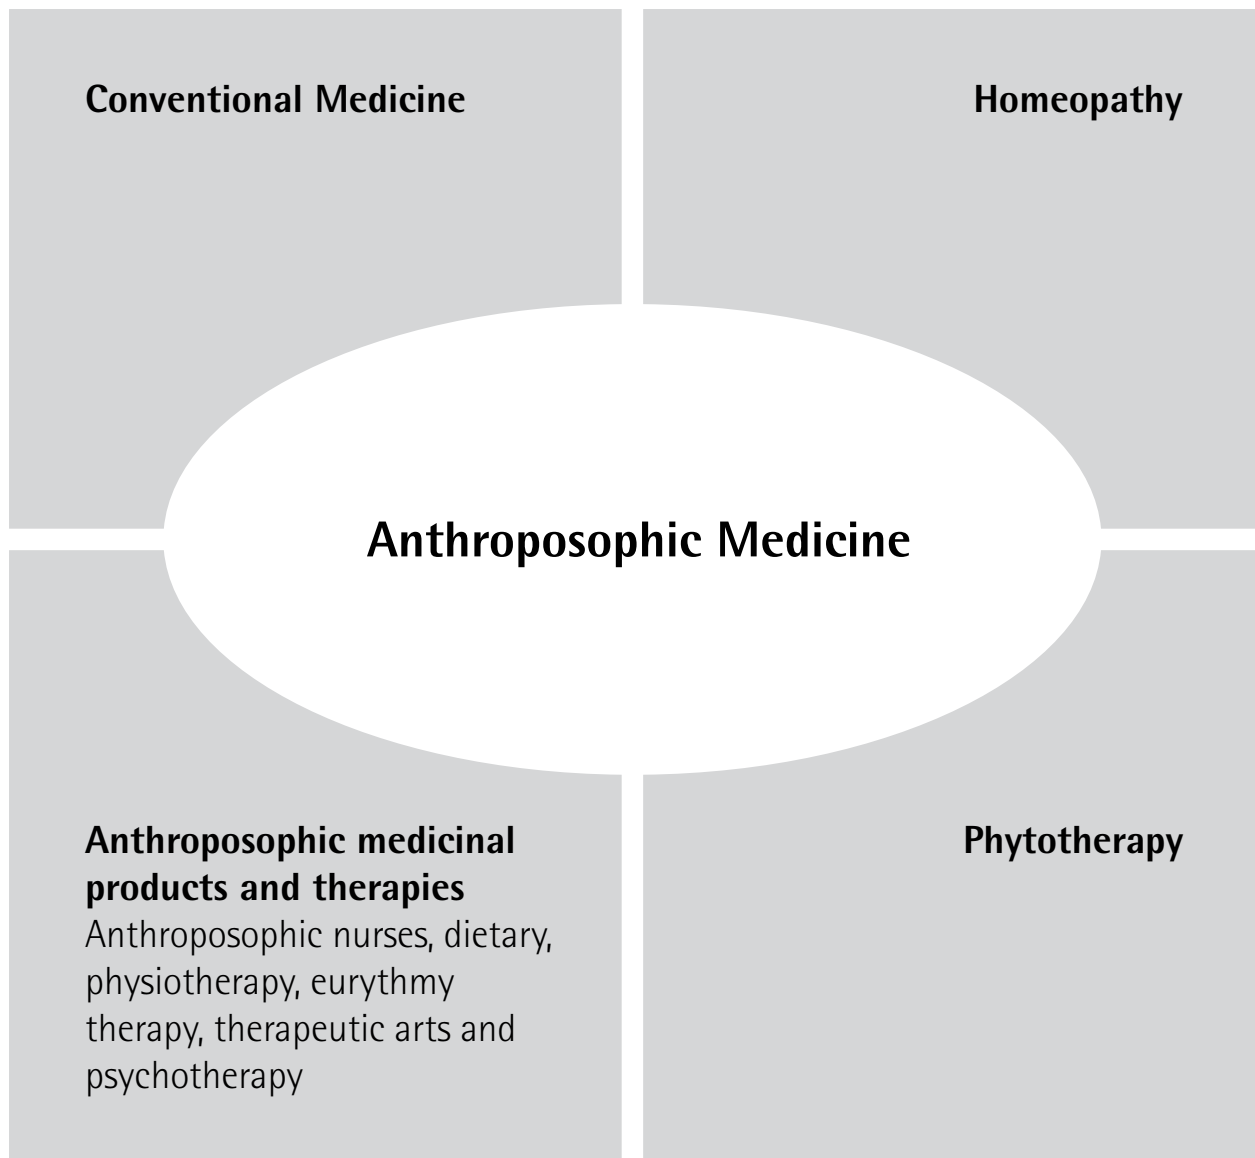 Conventional Medicine
Homeopathy
Anthroposophic Medicine
Anthroposophic medicinal
products and therapies
Anthroposophic nurses, dietary,
physiotherapy, eurythmy
therapy, therapeutic arts and
psychotherapy
Phytotherapy